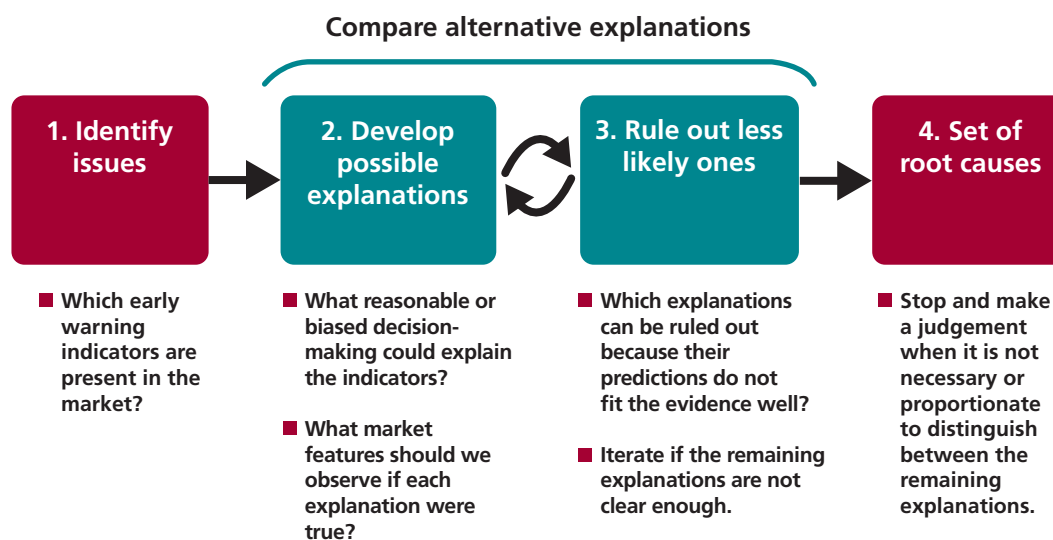 Compare alternative explanations
1. Identify
issues
2. Develop
possible
explanations
3. Rule out less
likely ones
4. Set of
root causes
Which early
warning
indicators are
present in the
market?
What reasonable or
biased decision-
making could explain
the indicators?
What market
features should we
observe if each
explanation were
true?
Which explanations
can be ruled out
because their
predictions do not
fit the evidence well?
Iterate if the remaining
explanations are not
clear enough.
Stop and make
a judgement
when it is not
necessary or
proportionate
to distinguish
between the
remaining
explanations.